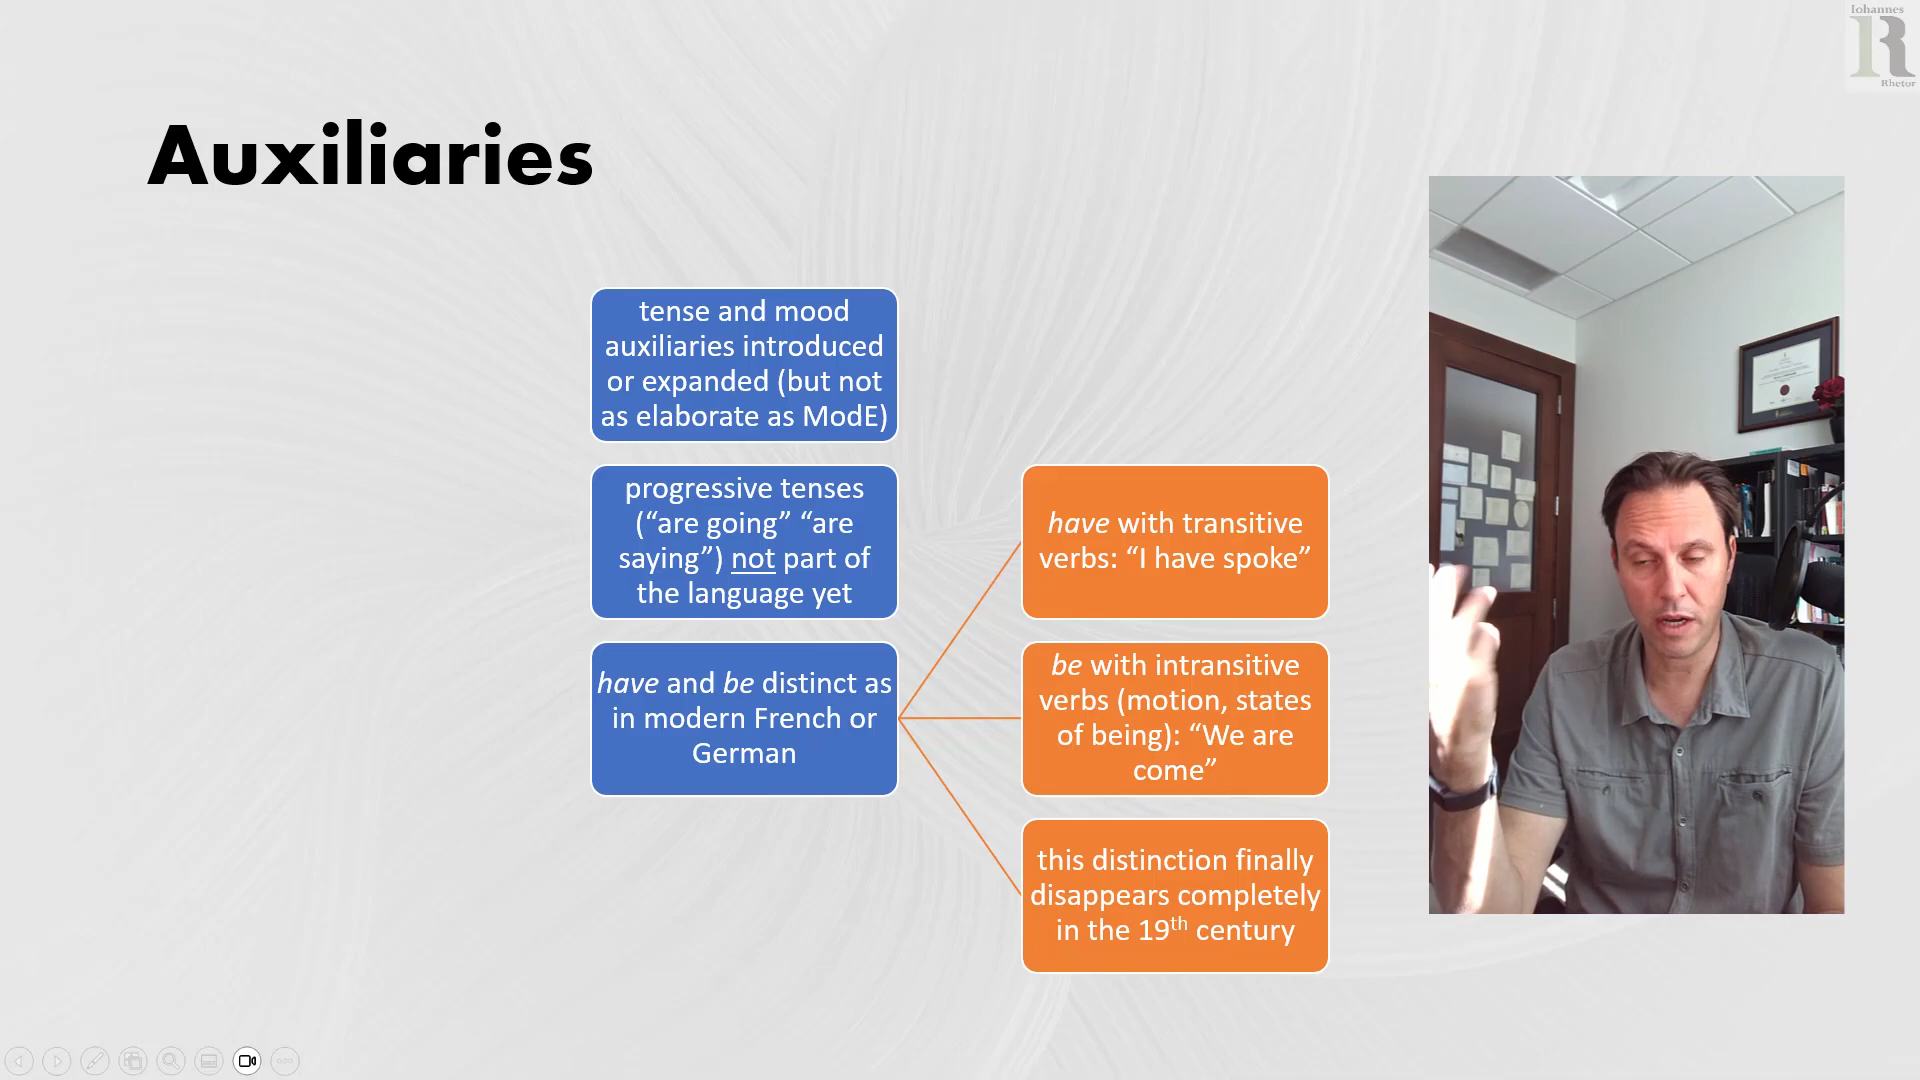 Iohannes
R
Rhetor
Auxiliaries
tense and mood
auxiliaries introduced
or expanded (but not
as elaborate as ModE)
progressive tenses
(“are going” “are
saying”) not part of
the language yet
have and be distinct as
in modern French or
German
have with transitive
verbs: “I have spoke”
be with intransitive
verbs (motion, states
of being): “We are
come”
this distinction finally
disappears completely
in the 19th century